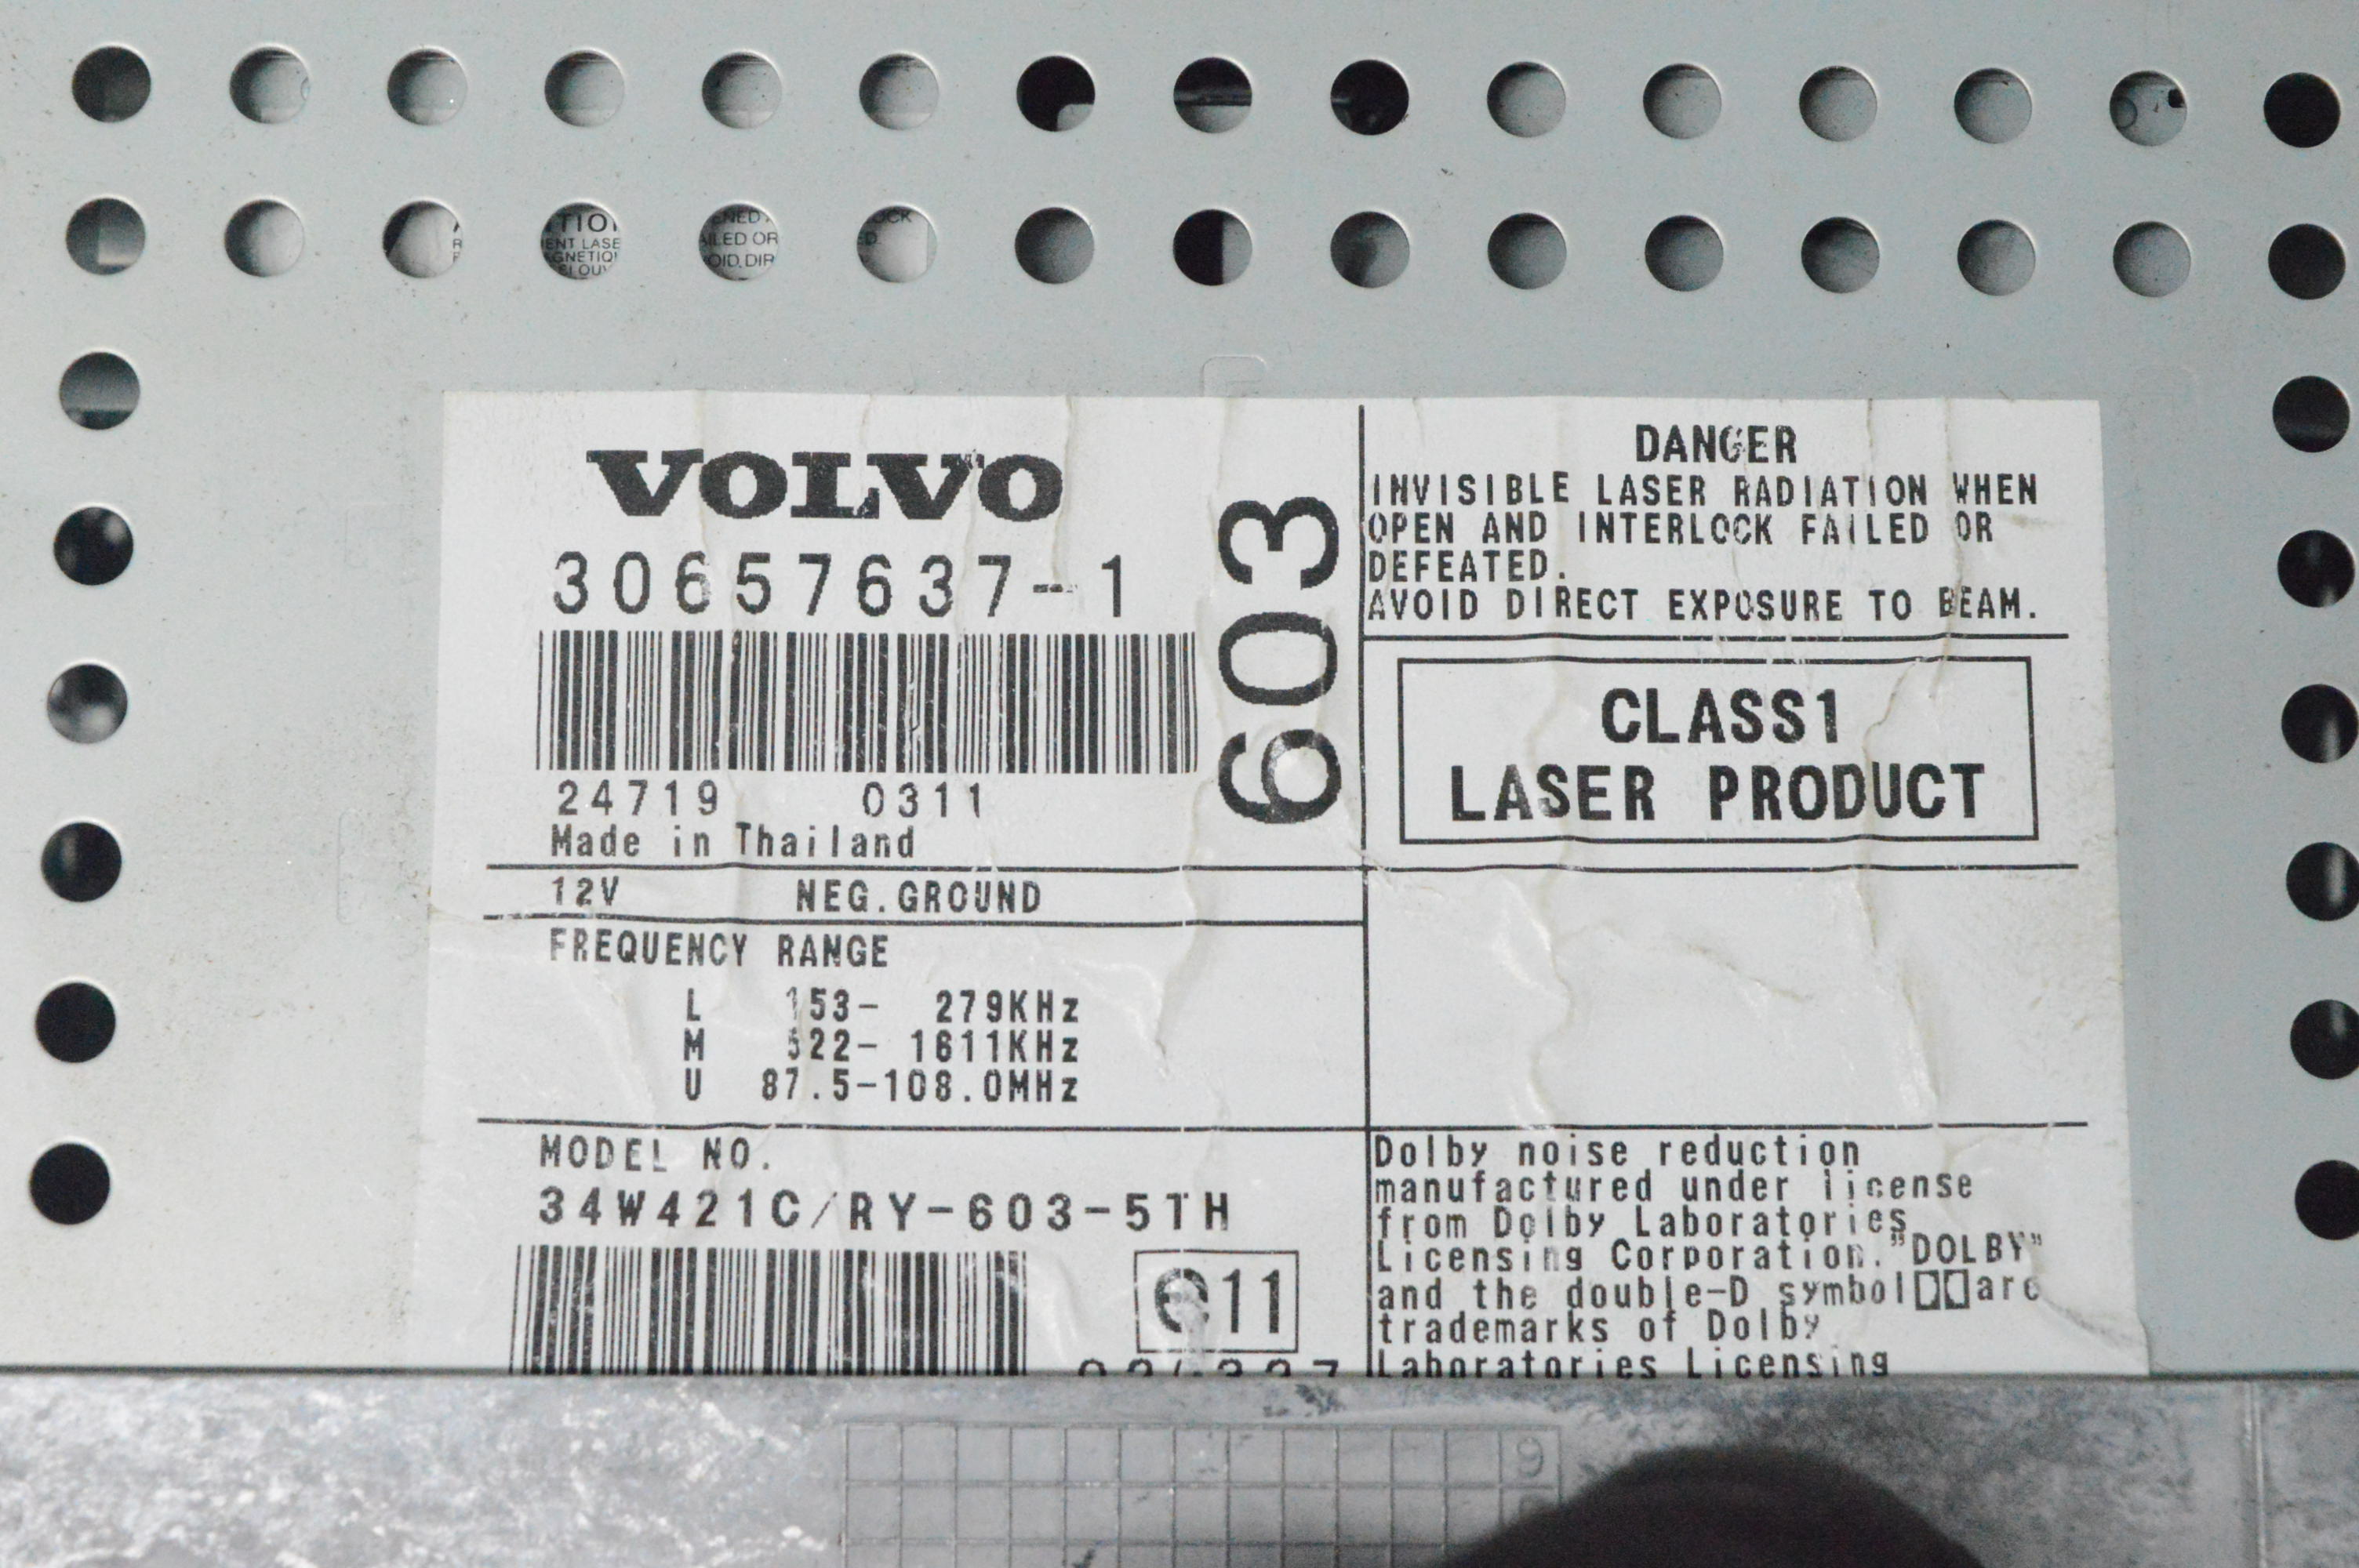 VOLVO
30657637-1
24719 0311
Made in Thailand
603
DANGER
INVISIBLE LASER RADIATION WHEN
OPEN AND INTERLOCK FAILED OR
DEFEATED.
AVOID DIRECT EXPOSURE TO BEAM.
CLASS1
LASER PRODUCT
12V NEG.GROUND
FREQUENCY RANGE
L 153- 279KHz
M 522- 1611KHz
U 87.5-108.0MHz
MODEL NO.
34W421C/RY-603-5TH
e11
Dolby noise reduction
manufactured under license
from Dolby Laboratories
Licensing Corporation."DOLBY"
and the double-D symbol are
trademarks of Dolby
Laboratories Licensing
9